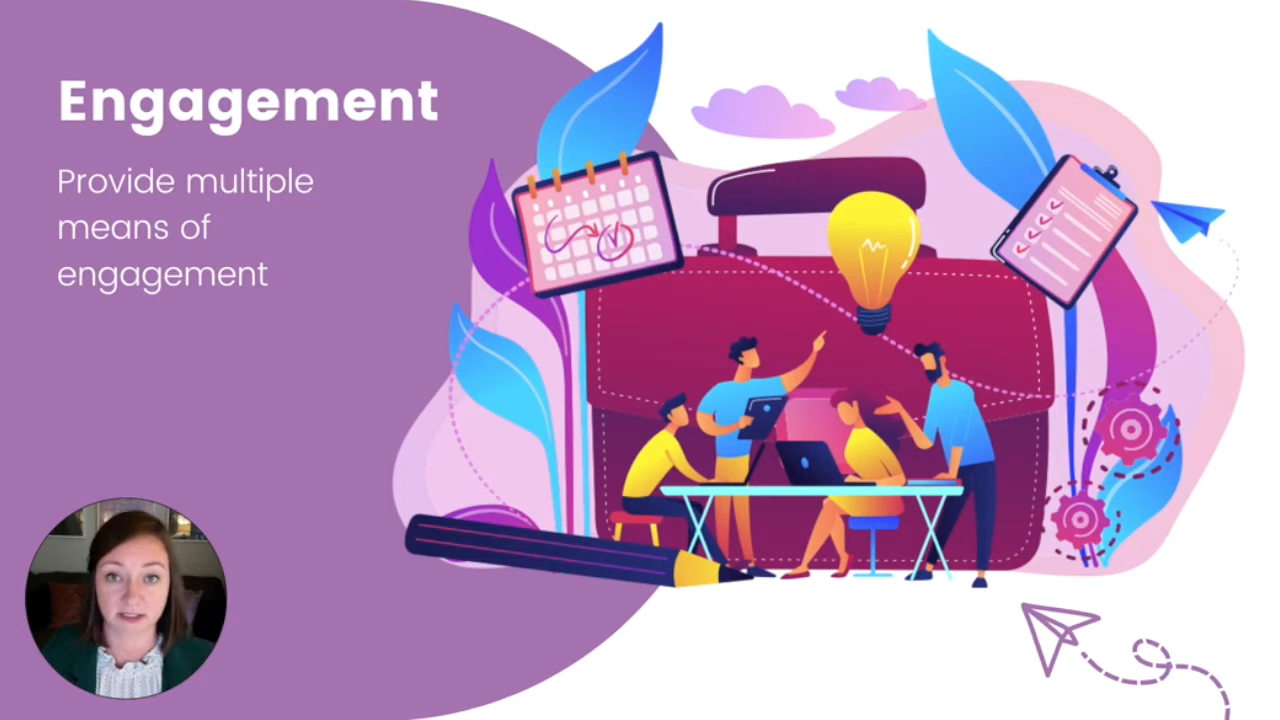 Engagement
Provide multiple
means of
engagement